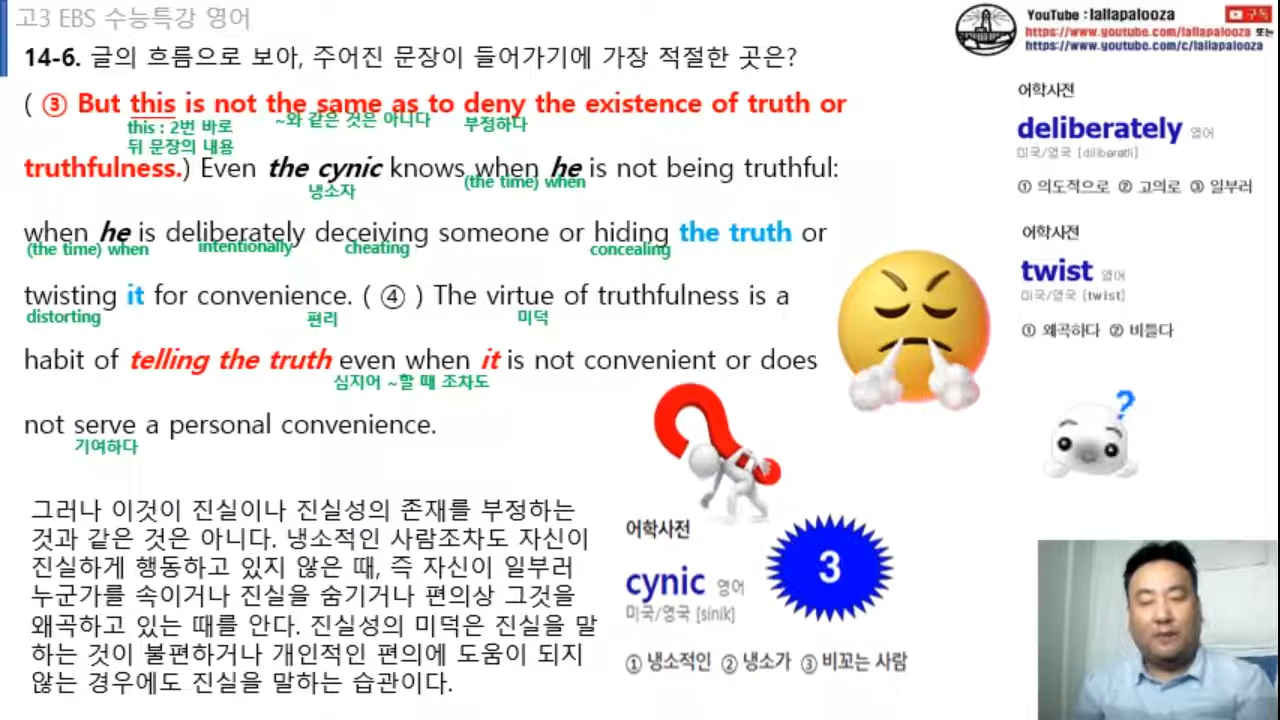 고3 EBS 수능특강 영어
14-6. 글의 흐름으로 보아, 주어진 문장이 들어가기에 가장 적절한 곳은?
( ③ But this is not the same as to deny the existence of truth or
this : 2번 바로
뒤 문장의 내용
~와 같은 것은 아니다
부정하다
truthfulness.) Even the cynic knows when he is not being truthful:
냉소자
(the time) when
when he is deliberately deceiving someone or hiding the truth or
(the time) when
intentionally
cheating
concealing
twisting it for convenience. ( ④ ) The virtue of truthfulness is a
distorting
편리
미덕
habit of telling the truth even when it is not convenient or does
심지어 ~할 때 조차도
not serve a personal convenience.
기여하다
그러나 이것이 진실이나 진실성의 존재를 부정하는
것과 같은 것은 아니다. 냉소적인 사람조차도 자신이
진실하게 행동하고 있지 않은 때, 즉 자신이 일부러
누군가를 속이거나 진실을 숨기거나 편의상 그것을
왜곡하고 있는 때를 안다. 진실성의 미덕은 진실을 말
하는 것이 불편하거나 개인적인 편의에 도움이 되지
않는 경우에도 진실을 말하는 습관이다.
어학사전
cynic 영어
미국/영국 [sinik]
① 냉소적인 ② 냉소가 ③ 비꼬는 사람
3
YouTube : lallapalooza
구독
https://www.youtube.com/lallapalooza 또는
https://www.youtube.com/c/lallapalooza
어학사전
deliberately 영어
미국/영국 [dilibərətli]
① 의도적으로 ② 고의로 ③ 일부러
어학사전
twist 영어
미국/영국 [twist]
① 왜곡하다 ② 비틀다
?